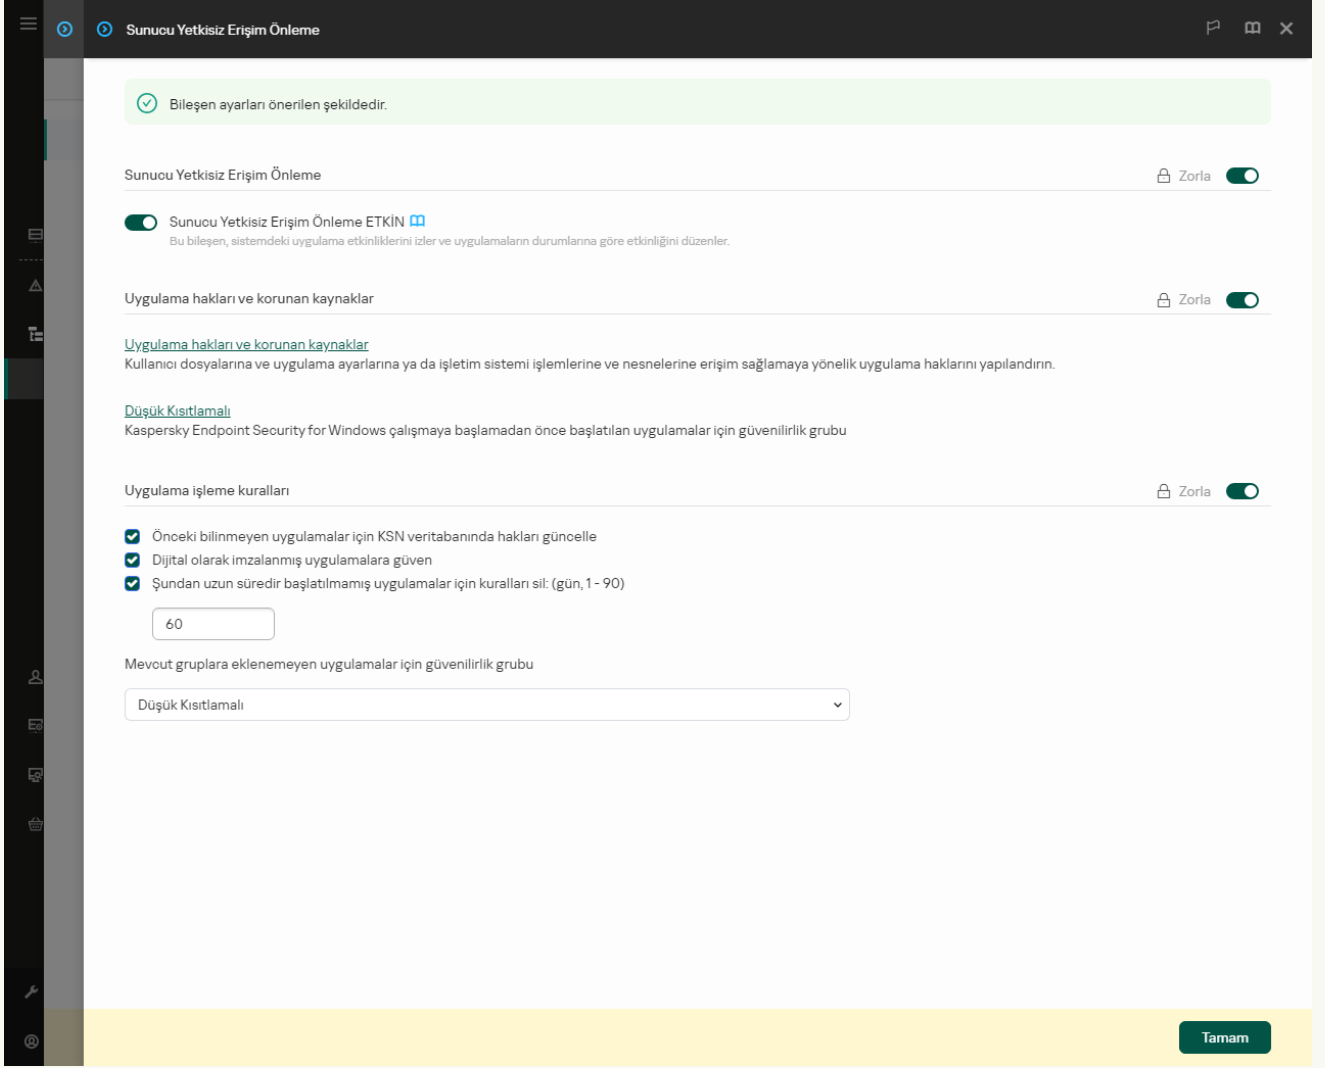 Sunucu Yetkisiz Erişim Önleme
Bileşen ayarları önerilen şekildedir.
Sunucu Yetkisiz Erişim Önleme
Zorla
Sunucu Yetkisiz Erişim Önleme ETKİN
Bu bileşen, sistemdeki uygulama etkinliklerini izler ve uygulamaların durumlarına göre etkinliğini düzenler.
Uygulama hakları ve korunan kaynaklar
Zorla
Uygulama hakları ve korunan kaynaklar
Kullanıcı dosyalarına ve uygulama ayarlarına ya da işletim sistemi işlemlerine ve nesnelerine erişim sağlamaya yönelik uygulama haklarını yapılandırın.
Düşük Kısıtlamalı
Kaspersky Endpoint Security for Windows çalışmaya başlamadan önce başlatılan uygulamalar için güvenilirlik grubu
Uygulama işleme kuralları
Zorla
Önceki bilinmeyen uygulamalar için KSN veritabanında hakları güncelle
Dijital olarak imzalanmış uygulamalara güven
Şundan uzun süredir başlatılmamış uygulamalar için kuralları sil: (gün, 1 - 90)
60
Mevcut gruplara eklenemeyen uygulamalar için güvenilirlik grubu
Düşük Kısıtlamalı
Tamam